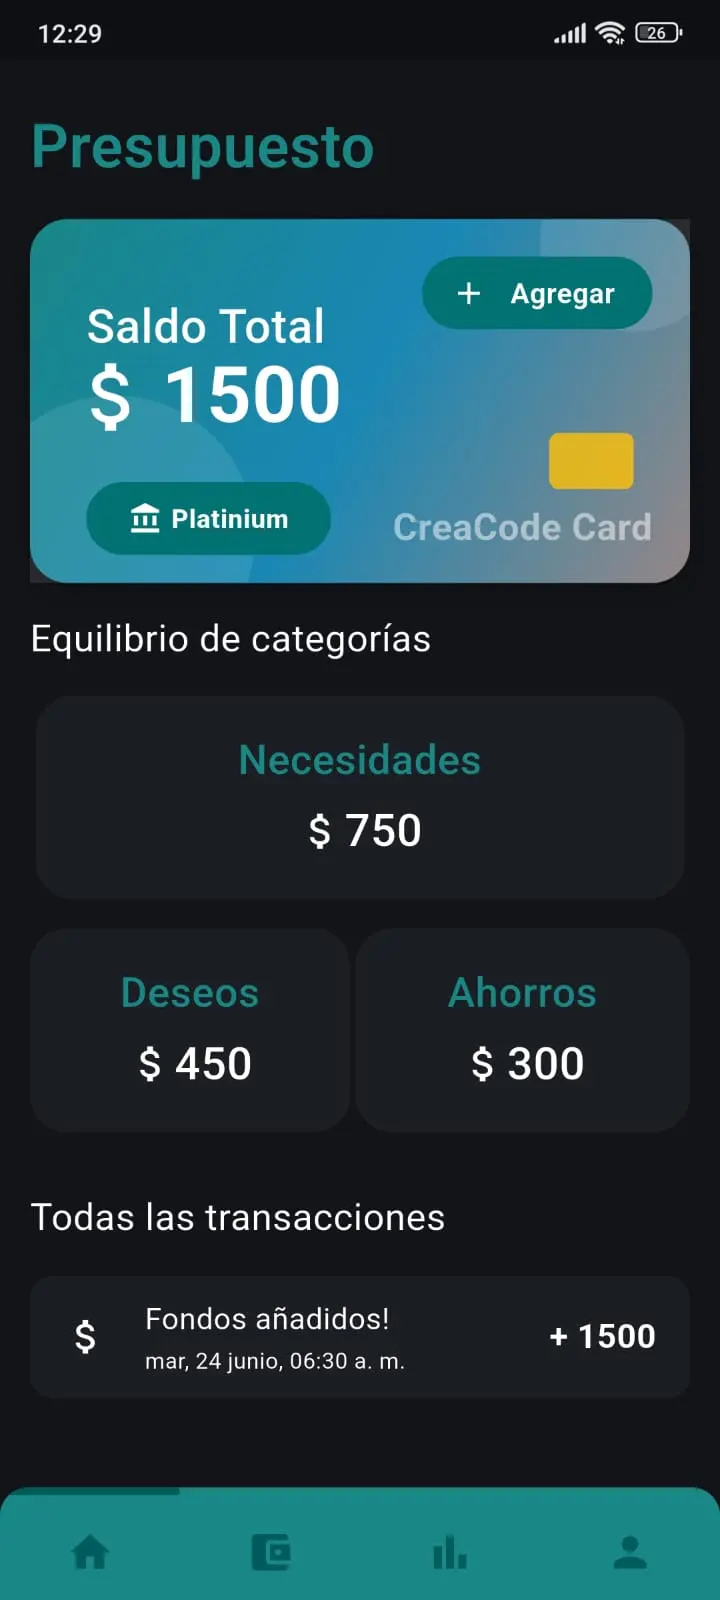 12:29
26
Presupuesto
+ Agregar
Saldo Total
$ 1500
Platinium
CreaCode Card
Equilibrio de categorías
Necesidades
$ 750
Deseos
Ahorros
$ 450
$ 300
Todas las transacciones
$
Fondos añadidos!
mar, 24 junio, 06:30 a. m.
+ 1500